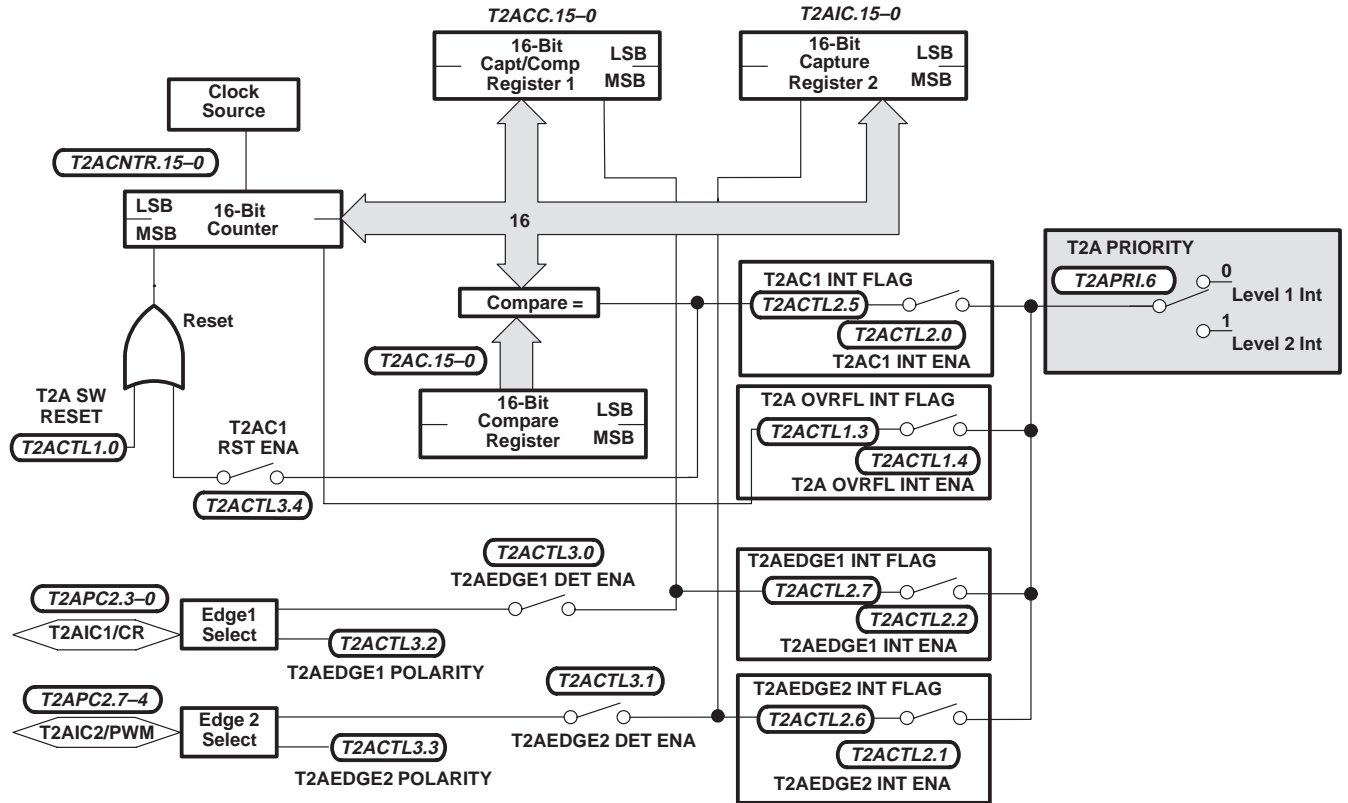 T2ACC.15–0
16-Bit
Capt/Comp
Register 1
LSB
MSB
T2AIC.15–0
16-Bit
Capture
Register 2
LSB
MSB
Clock
Source
T2ACNTR.15–0
LSB
MSB
16-Bit
Counter
16
Compare =
T2AC.15–0
16-Bit
Compare
Register
LSB
MSB
Reset
T2A SW
RESET
T2ACTL1.0
T2AC1
RST ENA
T2ACTL3.4
T2AC1 INT FLAG
T2ACTL2.5
T2ACTL2.0
T2AC1 INT ENA
T2A OVRFL INT FLAG
T2ACTL1.3
T2ACTL1.4
T2A OVRFL INT ENA
T2A PRIORITY
T2APRI.6
0
Level 1 Int
1
Level 2 Int
T2ACTL3.0
T2AEDGE1 DET ENA
T2APC2.3–0
T2AIC1/CR
Edge1
Select
T2ACTL3.2
T2AEDGE1 POLARITY
T2AEDGE1 INT FLAG
T2ACTL2.7
T2ACTL2.2
T2AEDGE1 INT ENA
T2APC2.7–4
T2AIC2/PWM
Edge 2
Select
T2ACTL3.3
T2AEDGE2 POLARITY
T2ACTL3.1
T2AEDGE2 DET ENA
T2AEDGE2 INT FLAG
T2ACTL2.6
T2ACTL2.1
T2AEDGE2 INT ENA